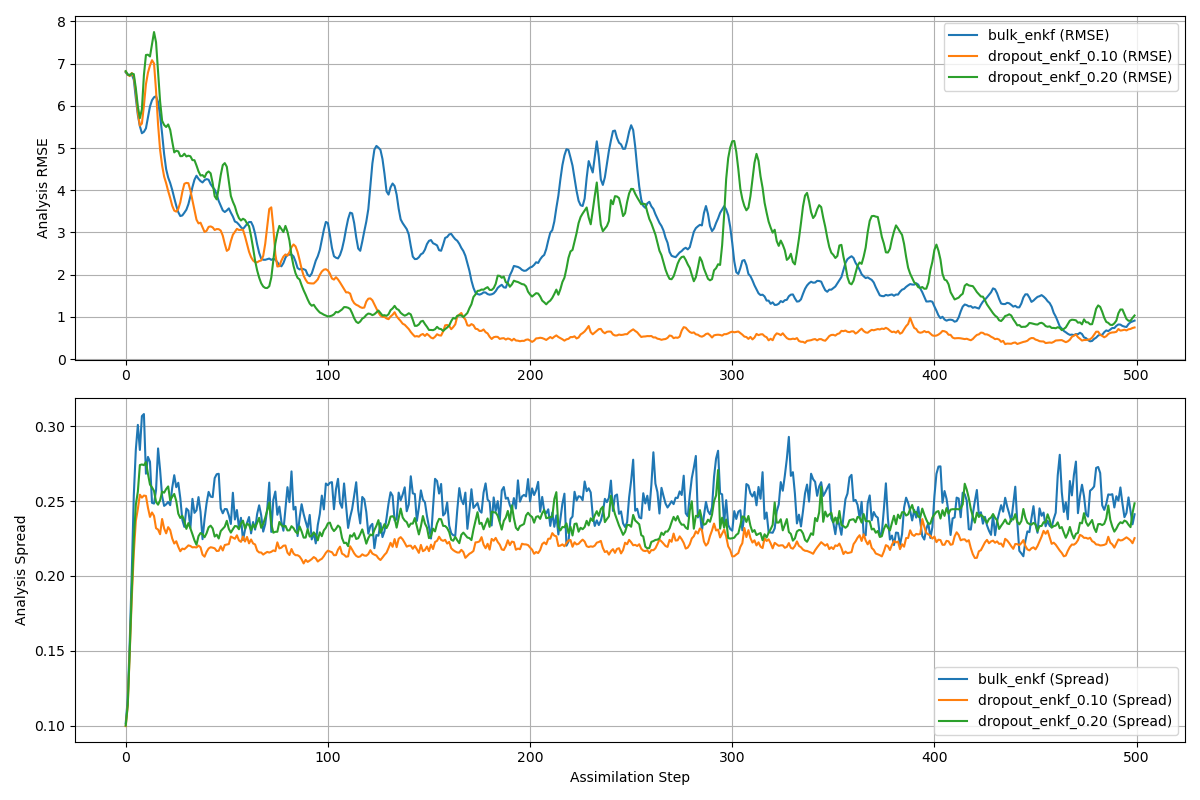 8
7
6
5
4
3
2
1
0
Analysis RMSE
bulk_enkf (RMSE)
dropout_enkf_0.10 (RMSE)
dropout_enkf_0.20 (RMSE)
0 100 200 300 400 500
0.30
0.25
0.20
0.15
0.10
Analysis Spread
bulk_enkf (Spread)
dropout_enkf_0.10 (Spread)
dropout_enkf_0.20 (Spread)
0 100 200 300 400 500
Assimilation Step